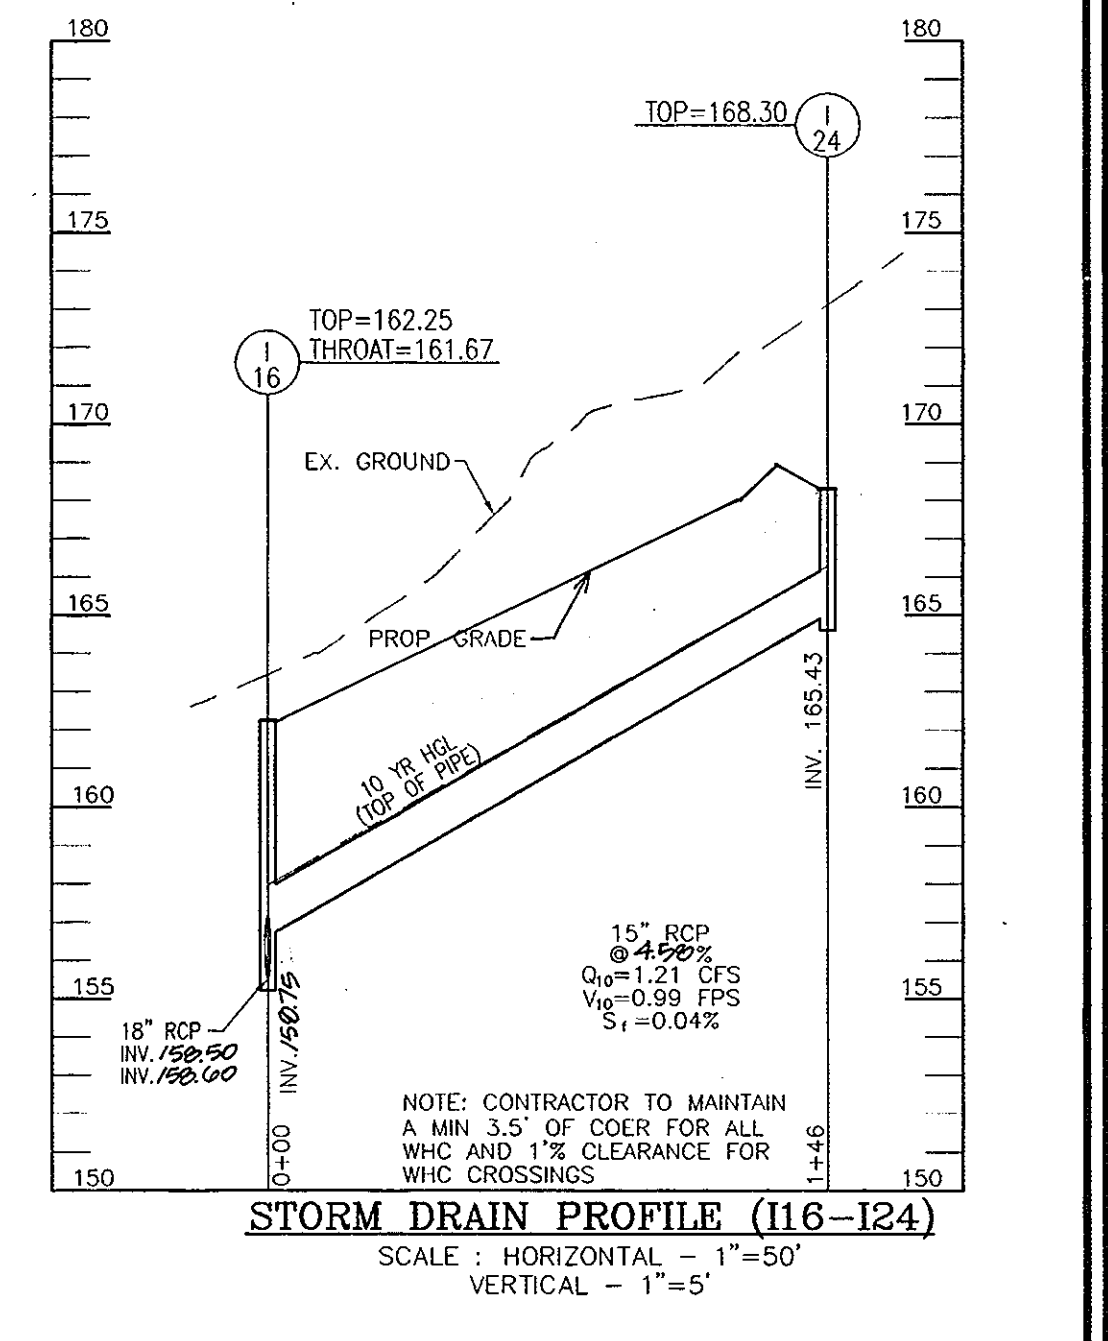 180
180
TOP=168.30
I
24
175
175
TOP=162.25
THROAT=161.67
I
16
170
170
EX. GROUND
165
165
PROP GRADE
INV. 165.43
10 YR HGL
(TOP OF PIPE)
160
160
15" RCP
@ 4.58%
Q10=1.21 CFS
V10=0.99 FPS
Sf=0.04%
155
155
18" RCP
INV. 158.50
INV. 158.60
INV. 158.75
NOTE: CONTRACTOR TO MAINTAIN
A MIN 3.5' OF COER FOR ALL
WHC AND 1'% CLEARANCE FOR
WHC CROSSINGS
0+00
1+46
150
150
STORM DRAIN PROFILE (I16-I24)
SCALE : HORIZONTAL - 1"=50'
VERTICAL - 1"=5'